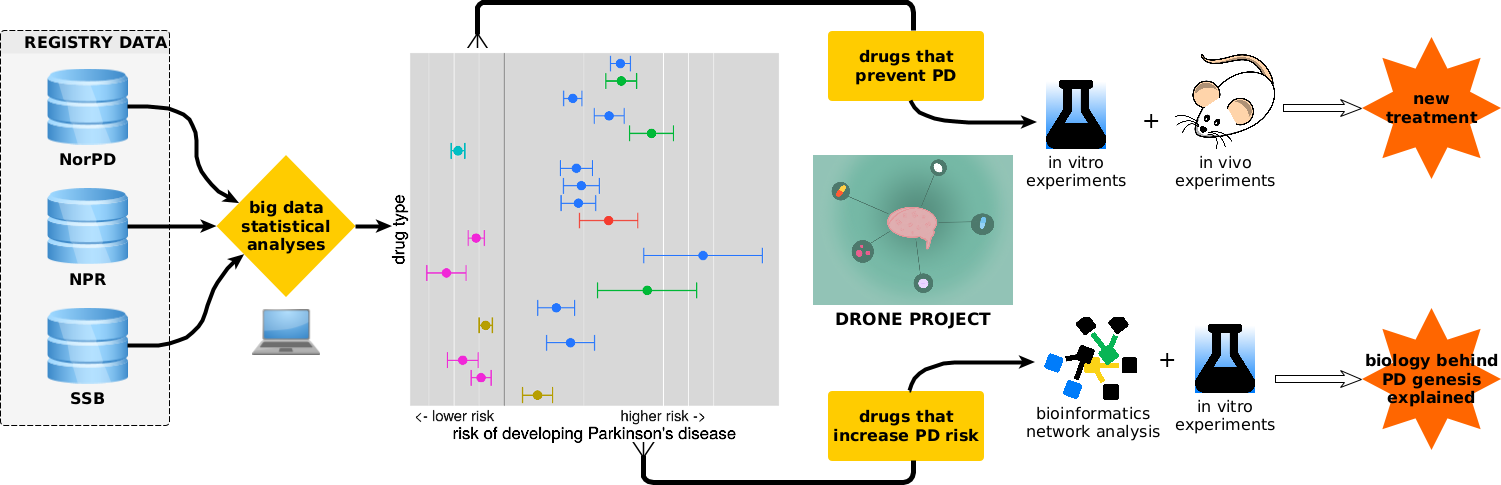 REGISTRY DATA
NorPD
NPR
SSB
big data
statistical
analyses
drug type
<- lower risk
higher risk ->
risk of developing Parkinson's disease
drugs that
prevent PD
in vitro
experiments
+
in vivo
experiments
new
treatment
DRONE PROJECT
drugs that
increase PD risk
bioinformatics
network analysis
+
in vitro
experiments
biology behind
PD genesis
explained